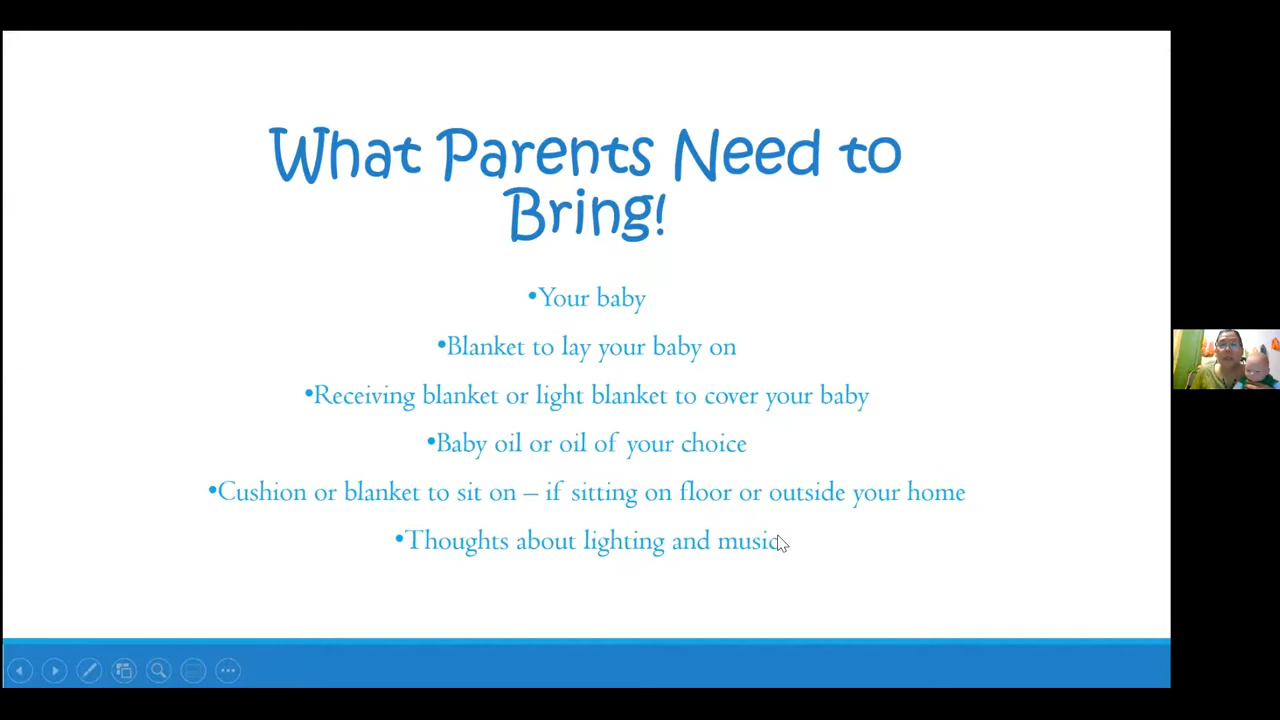 What Parents Need to
Bring!
•Your baby
•Blanket to lay your baby on
•Receiving blanket or light blanket to cover your baby
•Baby oil or oil of your choice
•Cushion or blanket to sit on – if sitting on floor or outside your home
•Thoughts about lighting and music